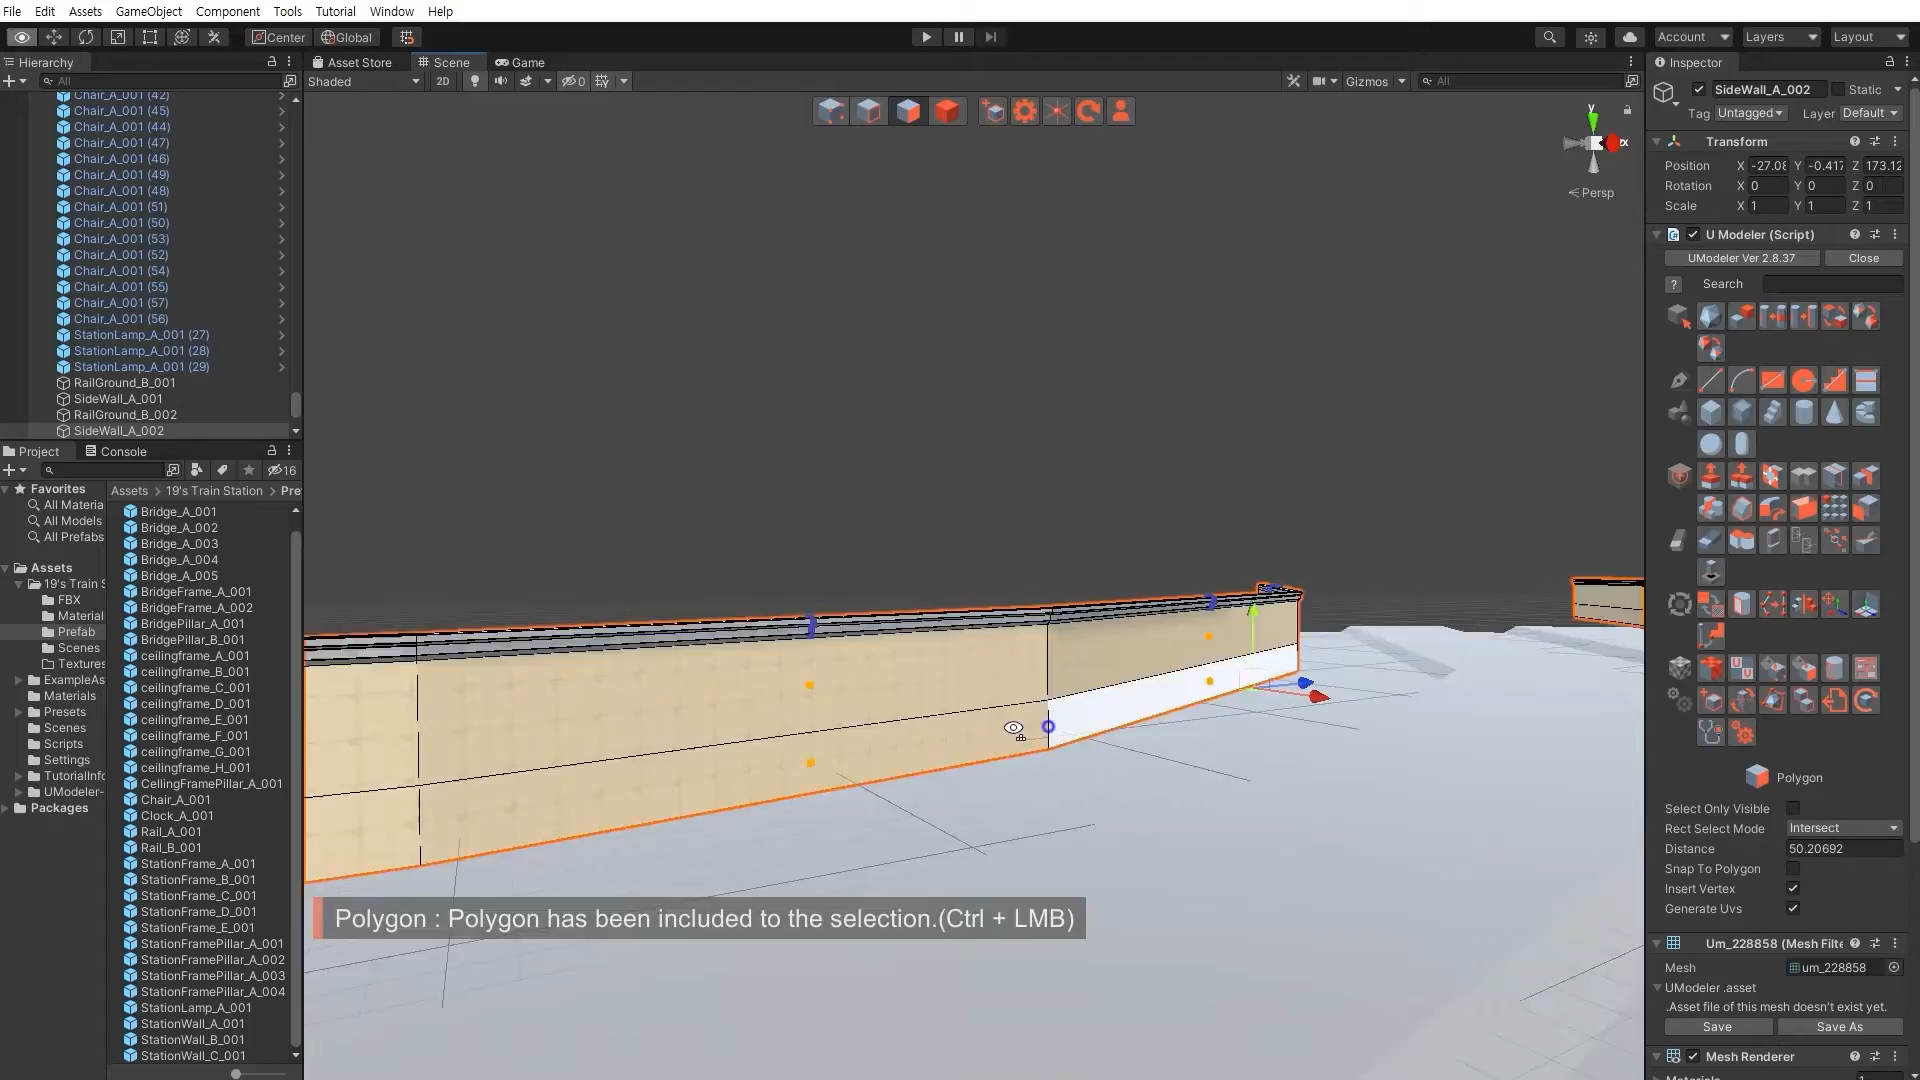 File Edit Assets GameObject Component Tools Tutorial Window Help
Center Global Account Layers Layout
Hierarchy Asset Store Scene Game Inspector
All Shaded 2D 0 Gizmos All
Chair_A_001 (42)
Chair_A_001 (45)
Chair_A_001 (44)
Chair_A_001 (47)
Chair_A_001 (46)
Chair_A_001 (49)
Chair_A_001 (48)
Chair_A_001 (51)
Chair_A_001 (50)
Chair_A_001 (53)
Chair_A_001 (52)
Chair_A_001 (54)
Chair_A_001 (55)
Chair_A_001 (57)
Chair_A_001 (56)
StationLamp_A_001 (27)
StationLamp_A_001 (28)
StationLamp_A_001 (29)
RailGround_B_001
SideWall_A_001
RailGround_B_002
SideWall_A_002
Project Console
16
Favorites
All Materia
All Models
All Prefabs
Assets
19's Train S
FBX
Material
Prefab
Scenes
Textures
ExampleAs
Materials
Presets
Scenes
Scripts
Settings
TutorialInfo
UModeler-
Packages
Assets > 19's Train Station > Pre
Bridge_A_001
Bridge_A_002
Bridge_A_003
Bridge_A_004
Bridge_A_005
BridgeFrame_A_001
BridgeFrame_A_002
BridgePillar_A_001
BridgePillar_B_001
ceilingframe_A_001
ceilingframe_B_001
ceilingframe_C_001
ceilingframe_D_001
ceilingframe_E_001
ceilingframe_F_001
ceilingframe_G_001
ceilingframe_H_001
CellingFramePillar_A_001
Chair_A_001
Clock_A_001
Rail_A_001
Rail_B_001
StationFrame_A_001
StationFrame_B_001
StationFrame_C_001
StationFrame_D_001
StationFrame_E_001
StationFramePillar_A_001
StationFramePillar_A_002
StationFramePillar_A_003
StationFramePillar_A_004
StationLamp_A_001
StationWall_A_001
StationWall_B_001
StationWall_C_001
y
x
Persp
Polygon : Polygon has been included to the selection.(Ctrl + LMB)
SideWall_A_002 Static
Tag Untagged Layer Default
Transform
Position X -27.08 Y -0.417 Z 173.12
Rotation X 0 Y 0 Z 0
Scale X 1 Y 1 Z 1
U Modeler (Script)
UModeler Ver 2.8.37 Close
? Search
Polygon
Select Only Visible
Rect Select Mode Intersect
Distance 50.20692
Snap To Polygon
Insert Vertex
Generate Uvs
Um_228858 (Mesh Filte
Mesh um_228858
UModeler .asset
.Asset file of this mesh doesn't exist yet.
Save Save As
Mesh Renderer